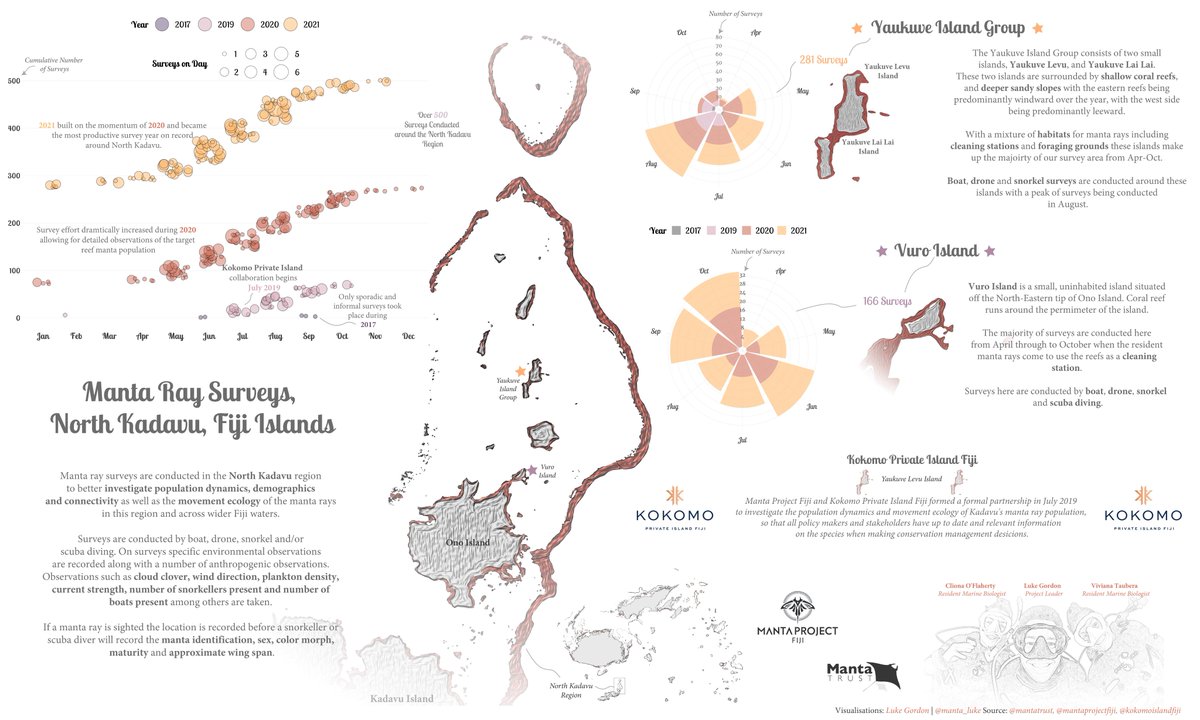 Year 2017 2019 2020 2021
Surveys on Day
1 3 5
2 4 6
Cumulative Number
of Surveys
500
400
300
200
100
0
Jan Feb Mar Apr May Jun Jul Aug Sep Oct Nov Dec
2021 built on the momentum of 2020 and became
the most productive survey year on record
around North Kadavu.
Survey effort dramtically increased during 2020
allowing for detailed observations of the target
reef manta population
Kokomo Private Island
collaboration begins
July 2019
Only sporadic and
informal surveys took
place during
2017
Over 500
Surveys Conducted
around the North Kadavu
Region
Manta Ray Surveys,
North Kadavu, Fiji Islands
Manta ray surveys are conducted in the North Kadavu region
to better investigate population dynamics, demographics
and connectivity as well as the movement ecology of the manta rays
in this region and across wider Fiji waters.
Surveys are conducted by boat, drone, snorkel and/or
scuba diving. On surveys specific environmental observations
are recorded along with a number of anthropogenic observations.
Observations such as cloud clover, wind direction, plankton density,
current strength, number of snorkellers present and number of
boats present among others are taken.
If a manta ray is sighted the location is recorded before a snorkeller or
scuba diver will record the manta identification, sex, color morph,
maturity and approximate wing span.
Kadavu Island
Yaukuve
Island
Group
Vuro
Island
Ono Island
North Kadavu
Region
Number of Surveys
80
70
60
50
40
30
20
Oct
Apr
Sep
May
Aug
Jun
Jul
281 Surveys
Yaukuve Island Group
Yaukuve Levu
Island
Yaukuve Lai Lai
Island
The Yaukuve Island Group consists of two small
islands, Yaukuve Levu, and Yaukuve Lai Lai.
These two islands are surrounded by shallow coral reefs,
and deeper sandy slopes with the eastern reefs being
predominantly windward over the year, with the west side
being predominantly leeward.
With a mixture of habitats for manta rays including
cleaning stations and foraging grounds these islands make
up the majoirty of our survey area from Apr-Oct.
Boat, drone and snorkel surveys are conducted around these
islands with a peak of surveys being conducted
in August.
Year 2017 2019 2020 2021
Number of Surveys
32
28
24
20
16
12
8
Oct
Apr
Sep
May
Aug
Jun
Jul
166 Surveys
Vuro Island
Vuro Island is a small, uninhabited island situated
off the North-Eastern tip of Ono Island. Coral reef
runs around the permimeter of the island.
The majority of surveys are conducted here
from April through to October when the resident
manta rays come to use the reefs as a cleaning
station.
Surveys here are conducted by boat, drone, snorkel
and scuba diving.
Kokomo Private Island Fiji
Yaukuve Levu Island
KOKOMO
PRIVATE ISLAND FIJI
Manta Project Fiji and Kokomo Private Island Fiji formed a formal partnership in July 2019
to investigate the population dynamics and movement ecology of Kadavu's manta ray population,
so that all policy makers and stakeholders have up to date and relevant information
on the species when making conservation management desicions.
KOKOMO
PRIVATE ISLAND FIJI
MANTA PROJECT
FIJI
Manta
TRUST
Cliona O'Flaherty
Resident Marine Biologist
Luke Gordon
Project Leader
Viviana Taubera
Resident Marine Biologist
Visualisations: Luke Gordon | @manta_luke Source: @mantatrust, @mantaprojectfiji, @kokomoislandfiji